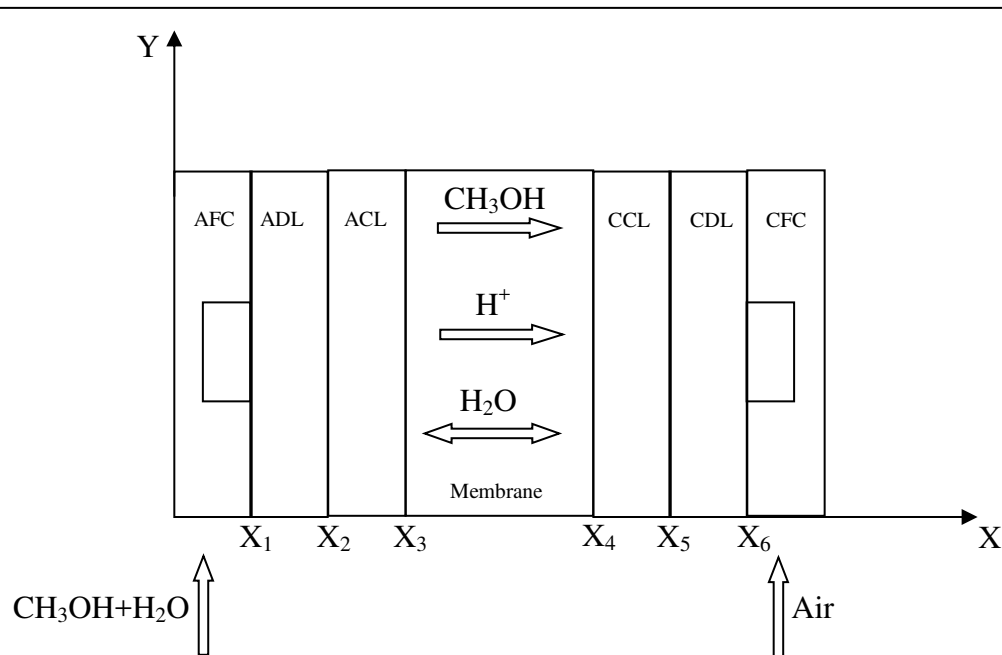 Y
AFC ADL ACL CH₃OH CCL CDL CFC
H⁺
H₂O
Membrane
X₁ X₂ X₃ X₄ X₅ X₆ X
CH₃OH+H₂O Air